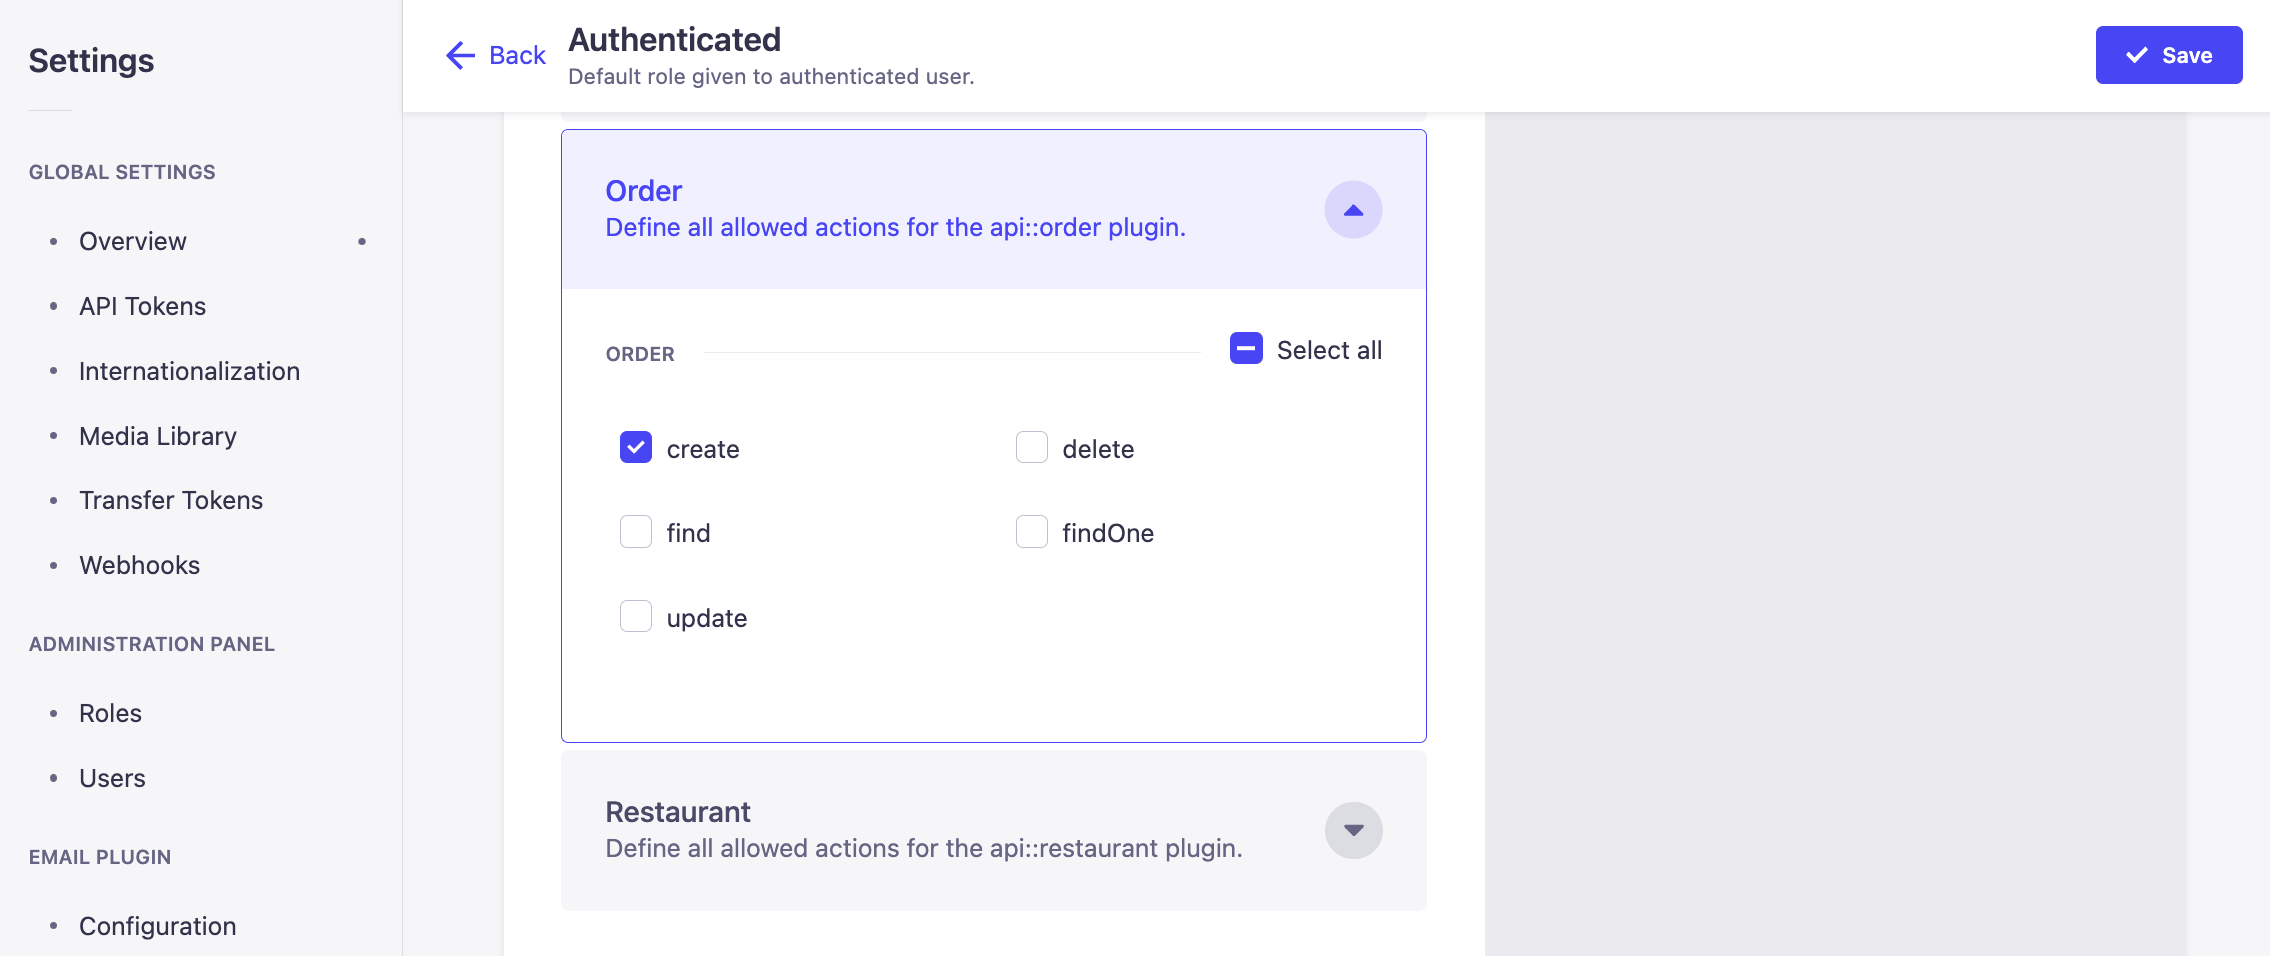 Settings
GLOBAL SETTINGS
Overview
API Tokens
Internationalization
Media Library
Transfer Tokens
Webhooks
ADMINISTRATION PANEL
Roles
Users
EMAIL PLUGIN
Configuration
Back
Authenticated
Default role given to authenticated user.
Save
Order
Define all allowed actions for the api::order plugin.
ORDER
Select all
create
delete
find
findOne
update
Restaurant
Define all allowed actions for the api::restaurant plugin.